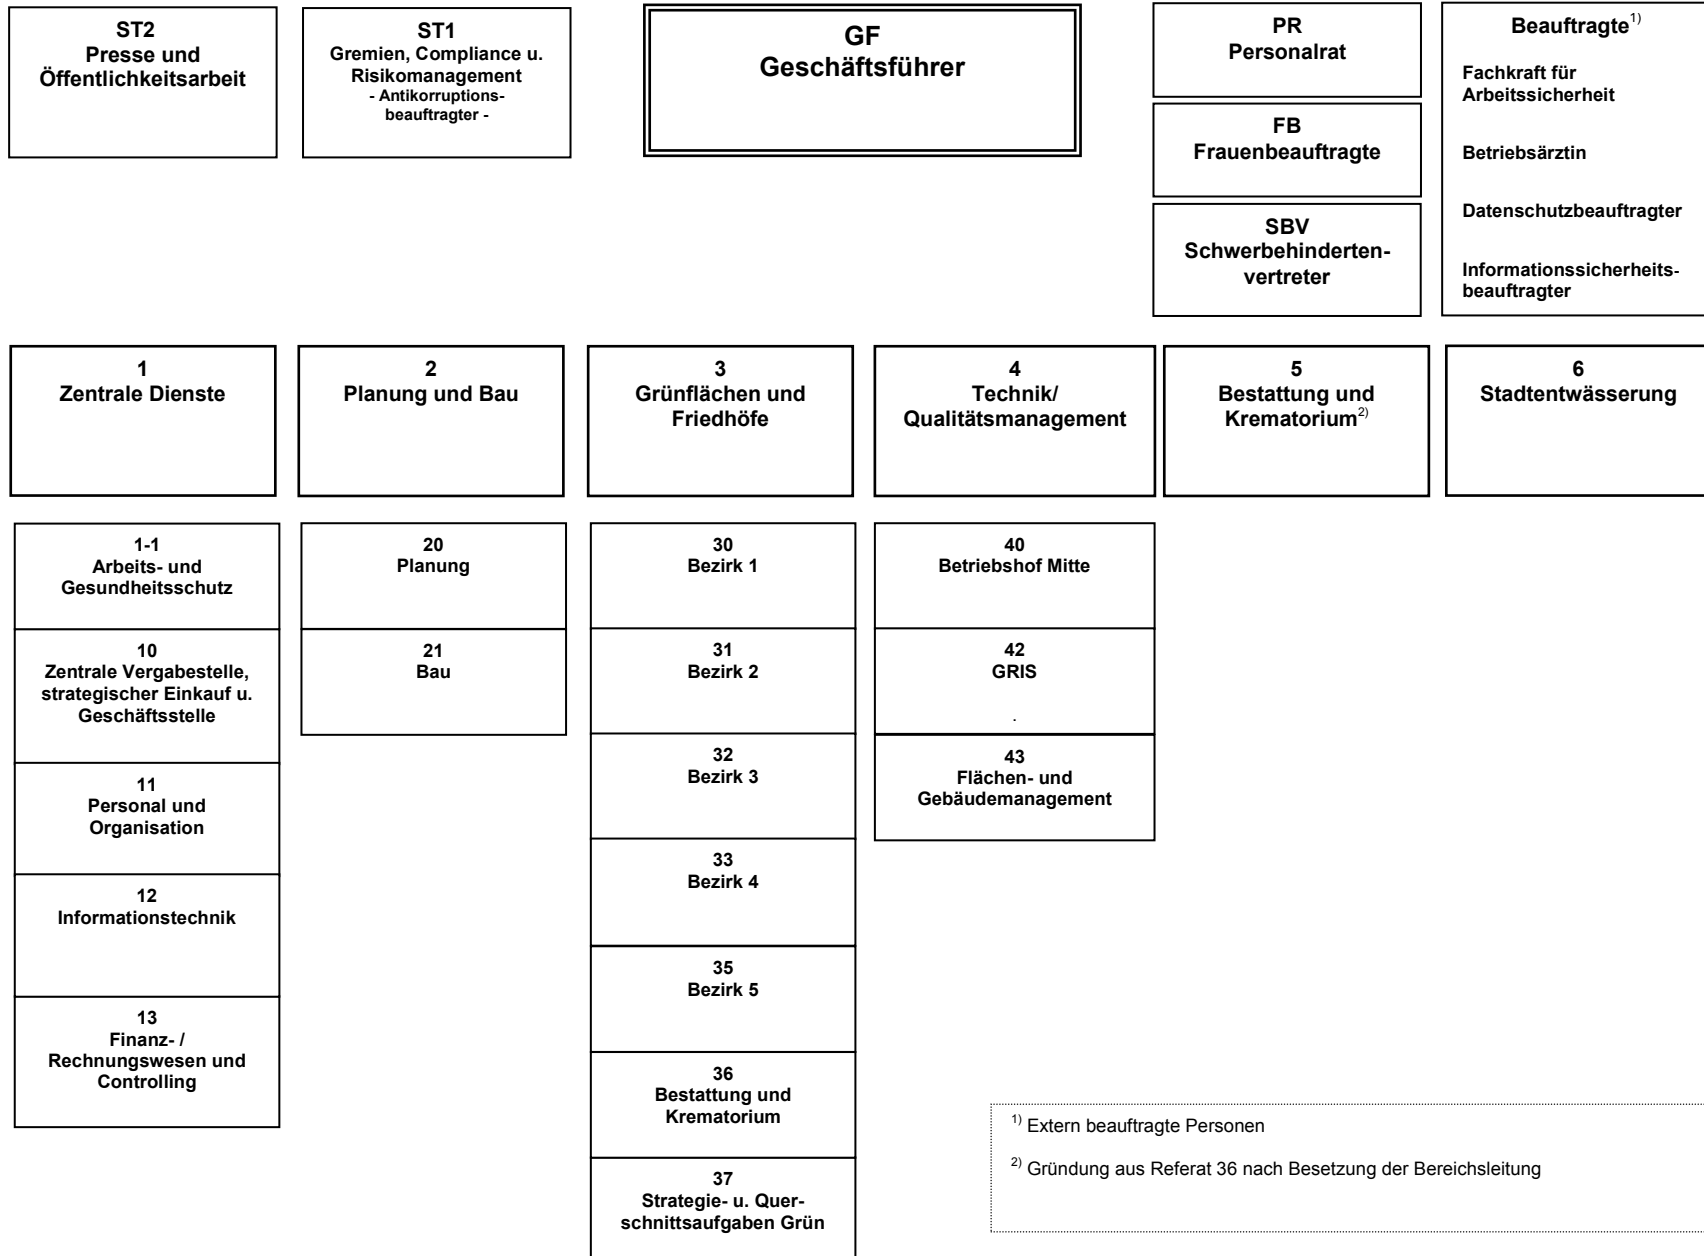 ST2
Presse und
Öffentlichkeitsarbeit
ST1
Gremien, Compliance u.
Risikomanagement
- Antikorruptions-
beauftragter -
GF
Geschäftsführer
PR
Personalrat
FB
Frauenbeauftragte
SBV
Schwerbehinderten-
vertreter
Beauftragte1)
Fachkraft für
Arbeitssicherheit
Betriebsärztin
Datenschutzbeauftragter
Informationssicherheits-
beauftragter
1
Zentrale Dienste
2
Planung und Bau
3
Grünflächen und
Friedhöfe
4
Technik/
Qualitätsmanagement
5
Bestattung und
Krematorium2)
6
Stadtentwässerung
1-1
Arbeits- und
Gesundheitsschutz
10
Zentrale Vergabestelle,
strategischer Einkauf u.
Geschäftsstelle
11
Personal und
Organisation
12
Informationstechnik
13
Finanz- /
Rechnungswesen und
Controlling
20
Planung
21
Bau
30
Bezirk 1
31
Bezirk 2
32
Bezirk 3
33
Bezirk 4
35
Bezirk 5
36
Bestattung und
Krematorium
37
Strategie- u. Quer-
schnittsaufgaben Grün
40
Betriebshof Mitte
42
GRIS
.
43
Flächen- und
Gebäudemanagement
1) Extern beauftragte Personen
2) Gründung aus Referat 36 nach Besetzung der Bereichsleitung